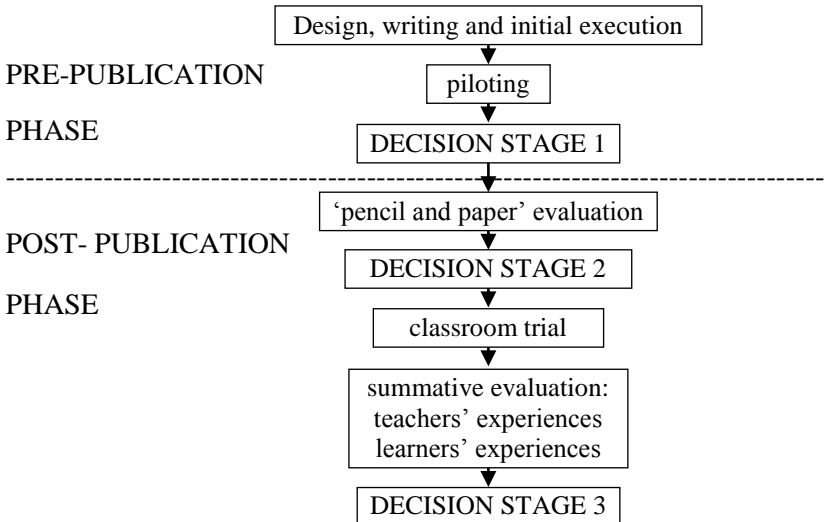 Design, writing and initial execution
PRE-PUBLICATION
piloting
PHASE
DECISION STAGE 1
‘pencil and paper’ evaluation
POST- PUBLICATION
DECISION STAGE 2
PHASE
classroom trial
summative evaluation:
teachers’ experiences
learners’ experiences
DECISION STAGE 3